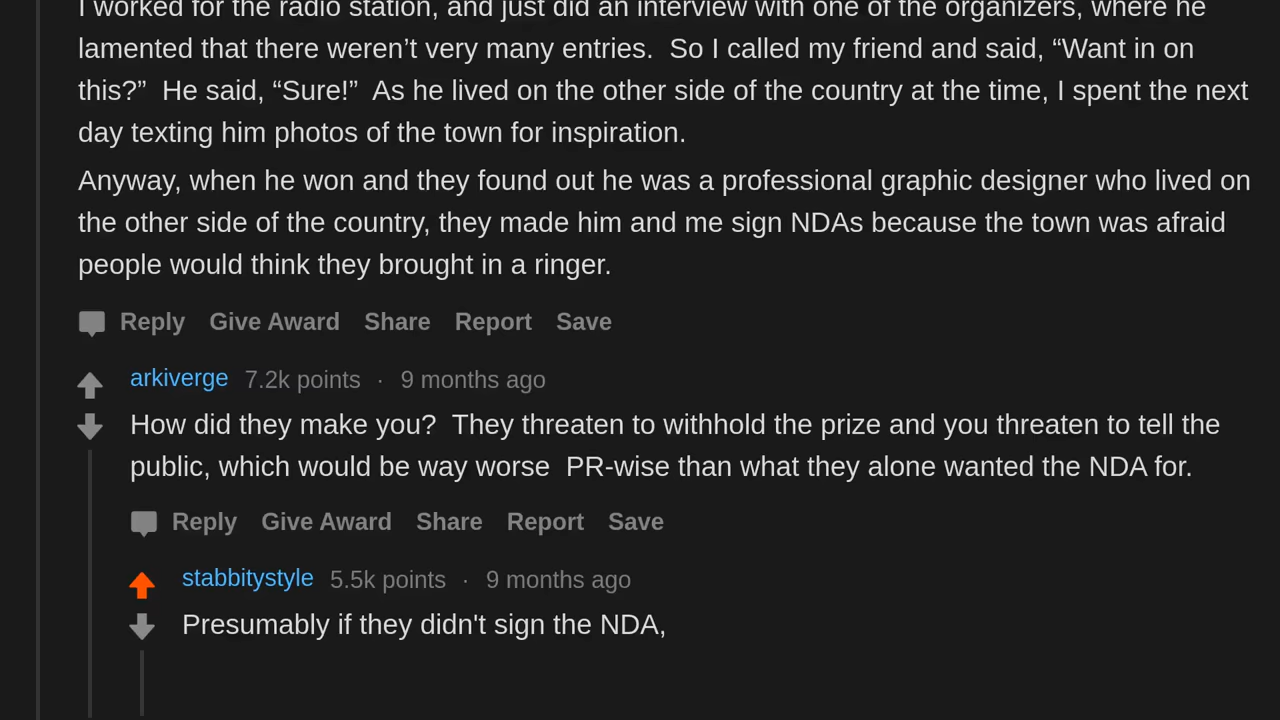 I worked for the radio station, and just did an interview with one of the organizers, where he
lamented that there weren’t very many entries.  So I called my friend and said, “Want in on
this?”  He said, “Sure!”  As he lived on the other side of the country at the time, I spent the next
day texting him photos of the town for inspiration.
Anyway, when he won and they found out he was a professional graphic designer who lived on
the other side of the country, they made him and me sign NDAs because the town was afraid
people would think they brought in a ringer.
Reply Give Award Share Report Save
arkiverge 7.2k points · 9 months ago
How did they make you?  They threaten to withhold the prize and you threaten to tell the
public, which would be way worse  PR-wise than what they alone wanted the NDA for.
Reply Give Award Share Report Save
stabbitystyle 5.5k points · 9 months ago
Presumably if they didn't sign the NDA,